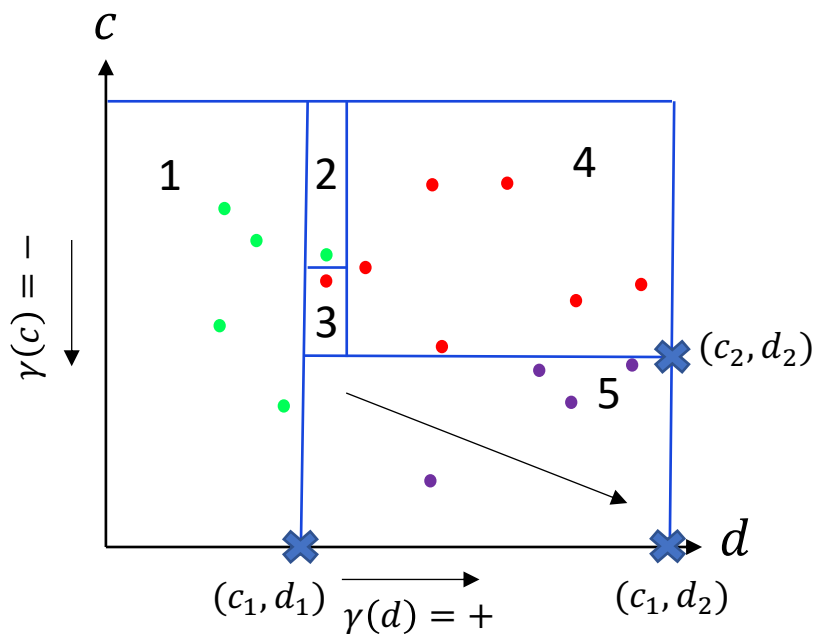 c
1
2
4
γ(c) = −
3
(c₂, d₂)
5
d
(c₁, d₁)
γ(d) = +
(c₁, d₂)